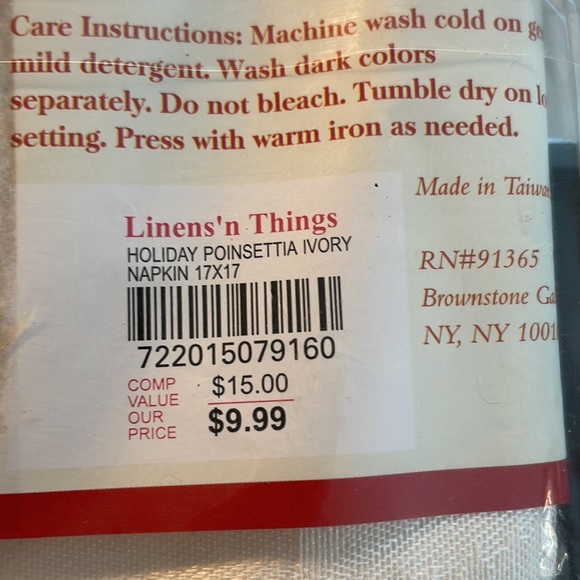 Care Instructions: Machine wash cold on
mild detergent. Wash dark colors
separately. Do not bleach. Tumble dry on
setting. Press with warm iron as needed.
Made in
Linens'n Things
HOLIDAY POINSETTIA IVORY
NAPKIN 17X17
722015079160
COMP
VALUE
$15.00
OUR
PRICE
$9.99
RN#91365
Brownstone
NY, NY